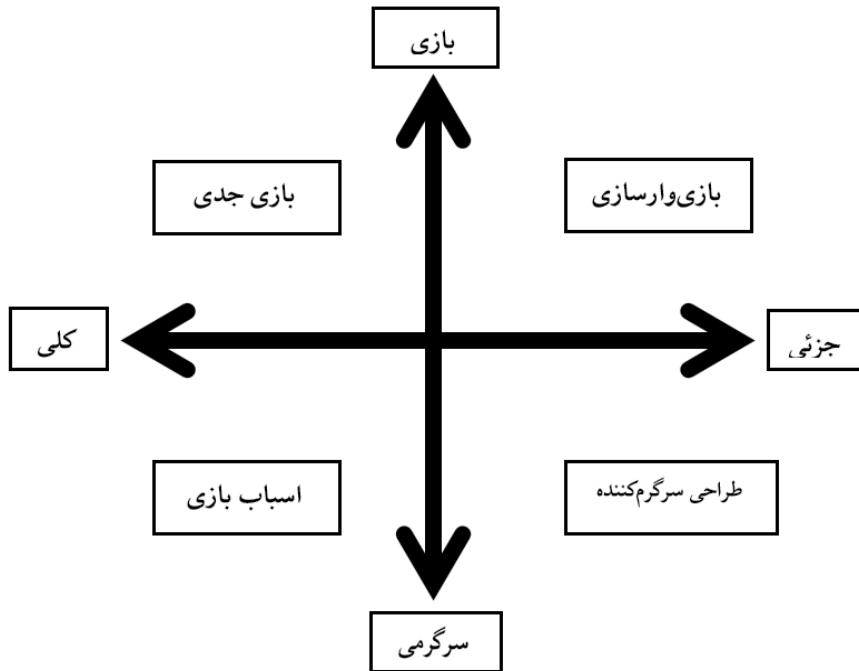 بازی
بازی‌وارسازی
بازی جدی
جزئی
کلی
طراحی سرگرم‌کننده
اسباب بازی
سرگرمی